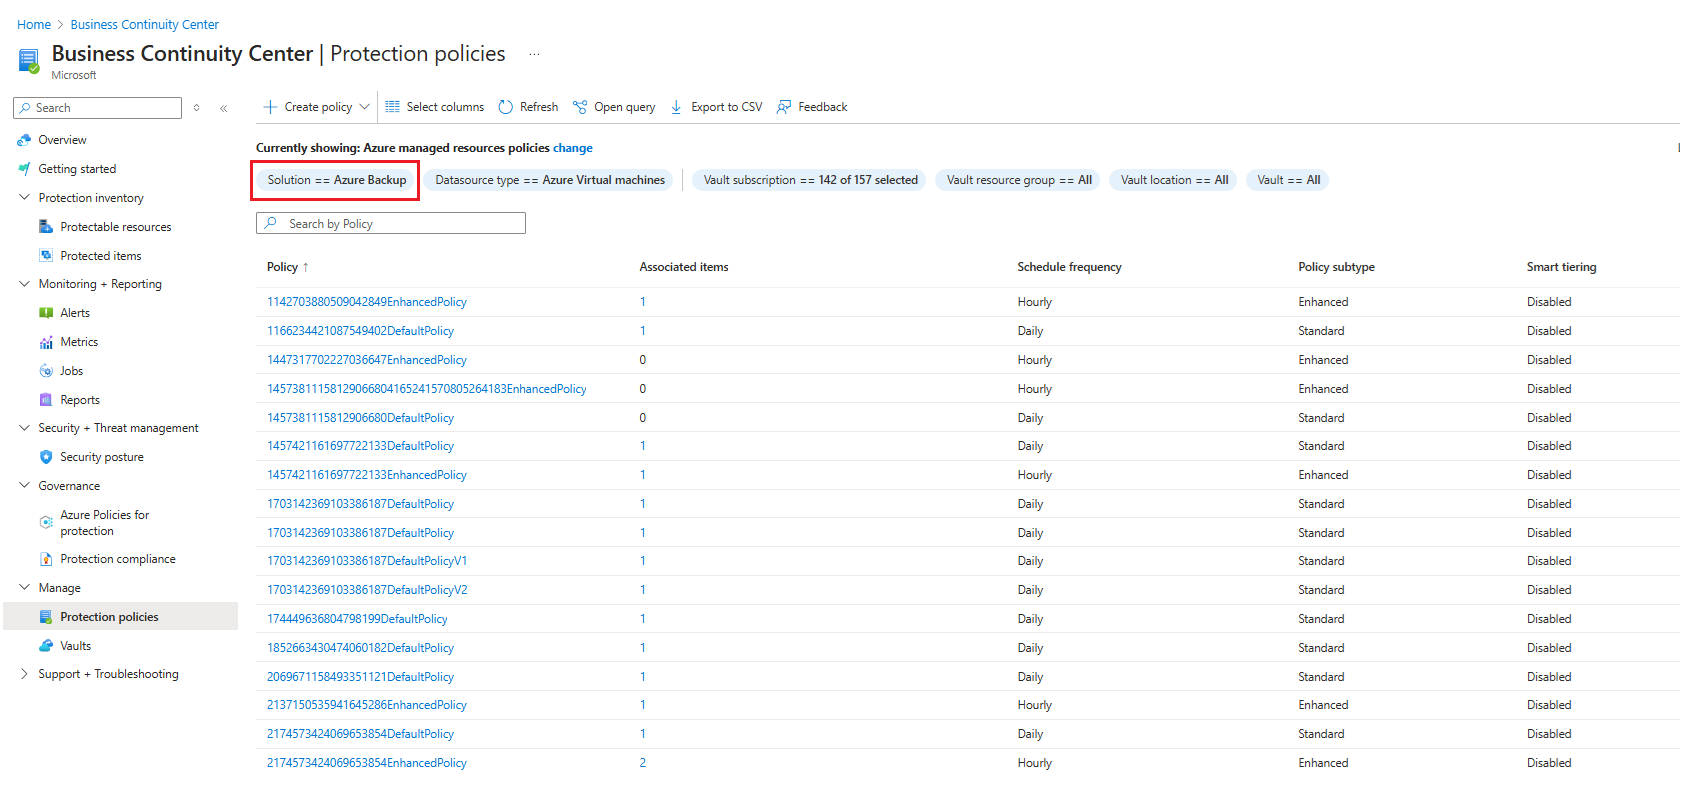 Home > Business Continuity Center
Business Continuity Center | Protection policies ...
Microsoft
Search
Create policy
Select columns
Refresh
Open query
Export to CSV
Feedback
Overview
Getting started
Protection inventory
Protectable resources
Protected items
Monitoring + Reporting
Alerts
Metrics
Jobs
Reports
Security + Threat management
Security posture
Governance
Azure Policies for
protection
Protection compliance
Manage
Protection policies
Vaults
Support + Troubleshooting
Currently showing: Azure managed resources policies change
Solution == Azure Backup
Datasource type == Azure Virtual machines
Vault subscription == 142 of 157 selected
Vault resource group == All
Vault location == All
Vault == All
Search by Policy
Policy ↑ Associated items Schedule frequency Policy subtype Smart tiering
1142703880509042849EnhancedPolicy 1 Hourly Enhanced Disabled
1166234421087549402DefaultPolicy 1 Daily Standard Disabled
1447317702227036647EnhancedPolicy 0 Hourly Enhanced Disabled
14573811158129066804165241570805264183EnhancedPolicy 0 Hourly Enhanced Disabled
1457381115812906680DefaultPolicy 0 Daily Standard Disabled
1457421161697722133DefaultPolicy 1 Daily Standard Disabled
1457421161697722133EnhancedPolicy 1 Hourly Enhanced Disabled
1703142369103386187DefaultPolicy 1 Daily Standard Disabled
1703142369103386187DefaultPolicy 1 Daily Standard Disabled
1703142369103386187DefaultPolicyV1 1 Daily Standard Disabled
1703142369103386187DefaultPolicyV2 1 Daily Standard Disabled
174449636804798199DefaultPolicy 1 Daily Standard Disabled
1852663430474060182DefaultPolicy 1 Daily Standard Disabled
2069671158493351121DefaultPolicy 1 Daily Standard Disabled
2137150535941645286EnhancedPolicy 1 Hourly Enhanced Disabled
2174573424069653854DefaultPolicy 1 Daily Standard Disabled
2174573424069653854EnhancedPolicy 2 Hourly Enhanced Disabled